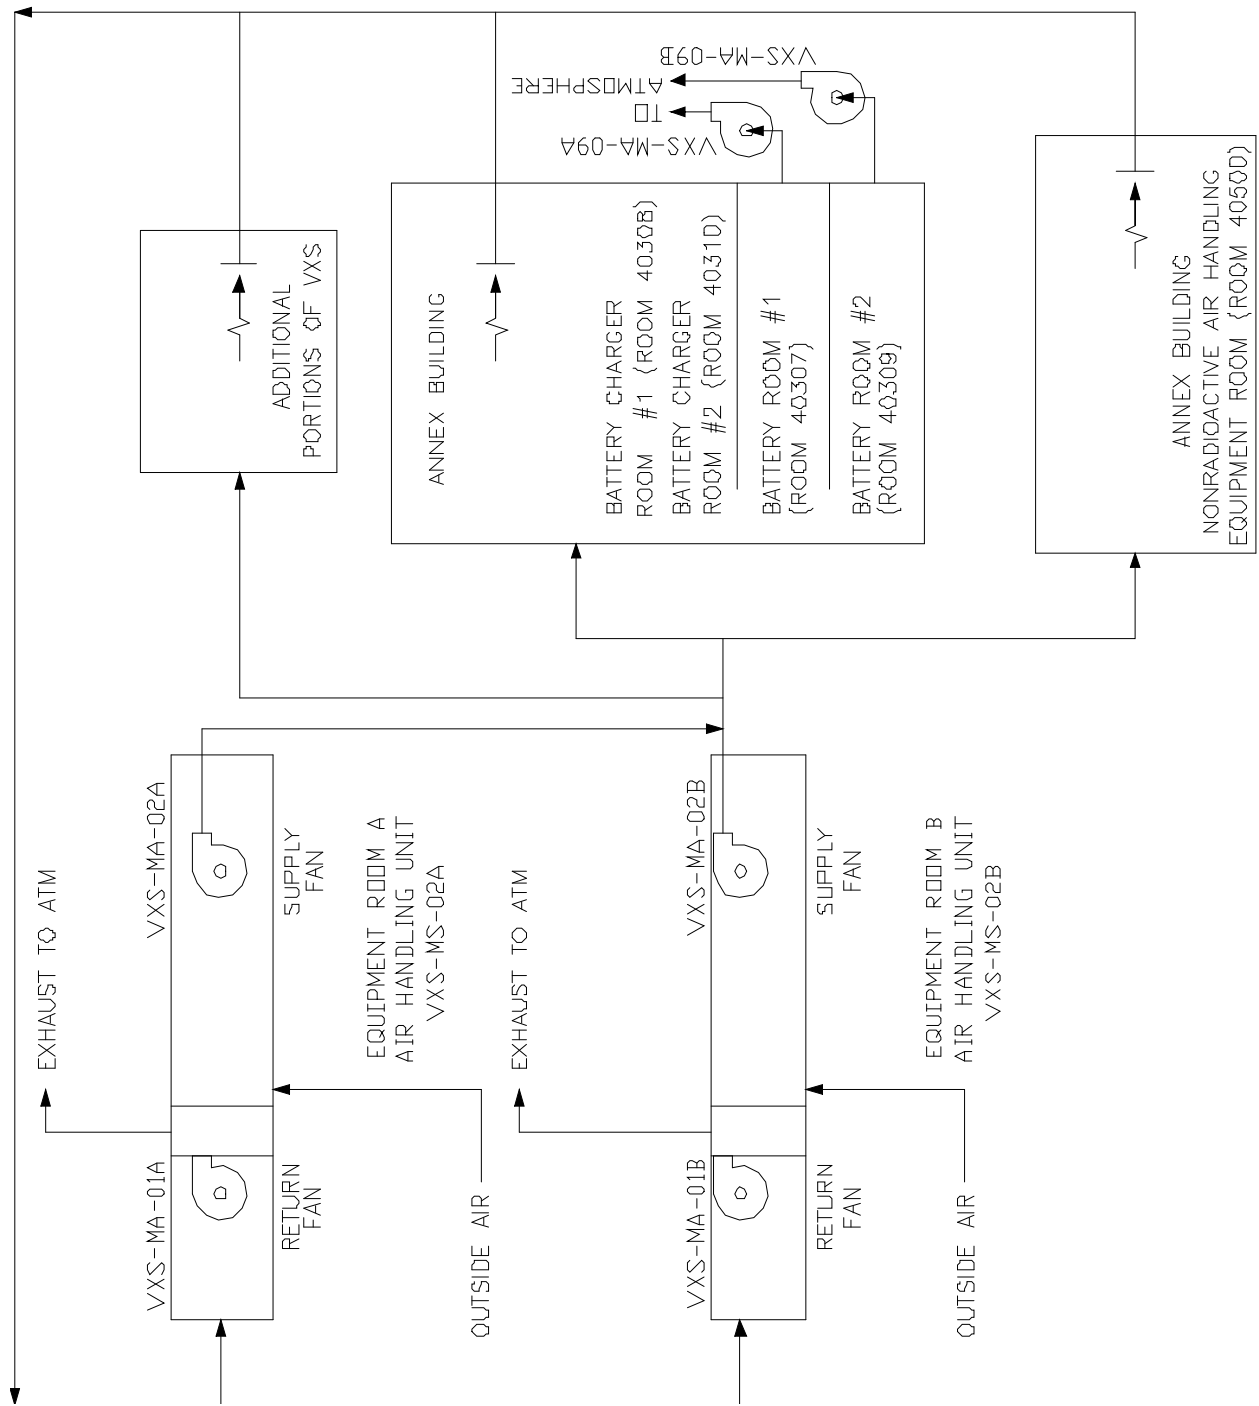 VXS-MA-09B
TO
ATMOSPHERE
VXS-MA-09A
ADDITIONAL
PORTIONS OF VXS
ANNEX BUILDING
BATTERY CHARGER
ROOM #1 (ROOM 40308)
BATTERY CHARGER
ROOM #2 (ROOM 40310)
BATTERY ROOM #1
(ROOM 40307)
BATTERY ROOM #2
(ROOM 40309)
ANNEX BUILDING
NONRADIOACTIVE AIR HANDLING
EQUIPMENT ROOM (ROOM 40500)
EXHAUST TO ATM
VXS-MA-02A
SUPPLY
FAN
EQUIPMENT ROOM A
AIR HANDLING UNIT
VXS-MS-02A
VXS-MA-01A
RETURN
FAN
OUTSIDE AIR
EXHAUST TO ATM
VXS-MA-02B
SUPPLY
FAN
EQUIPMENT ROOM B
AIR HANDLING UNIT
VXS-MS-02B
VXS-MA-01B
RETURN
FAN
OUTSIDE AIR